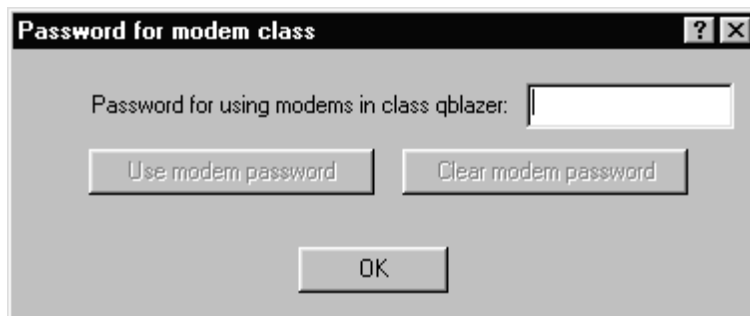 Password for modem class
Password for using modems in class qblazer:
Use modem password Clear modem password
OK